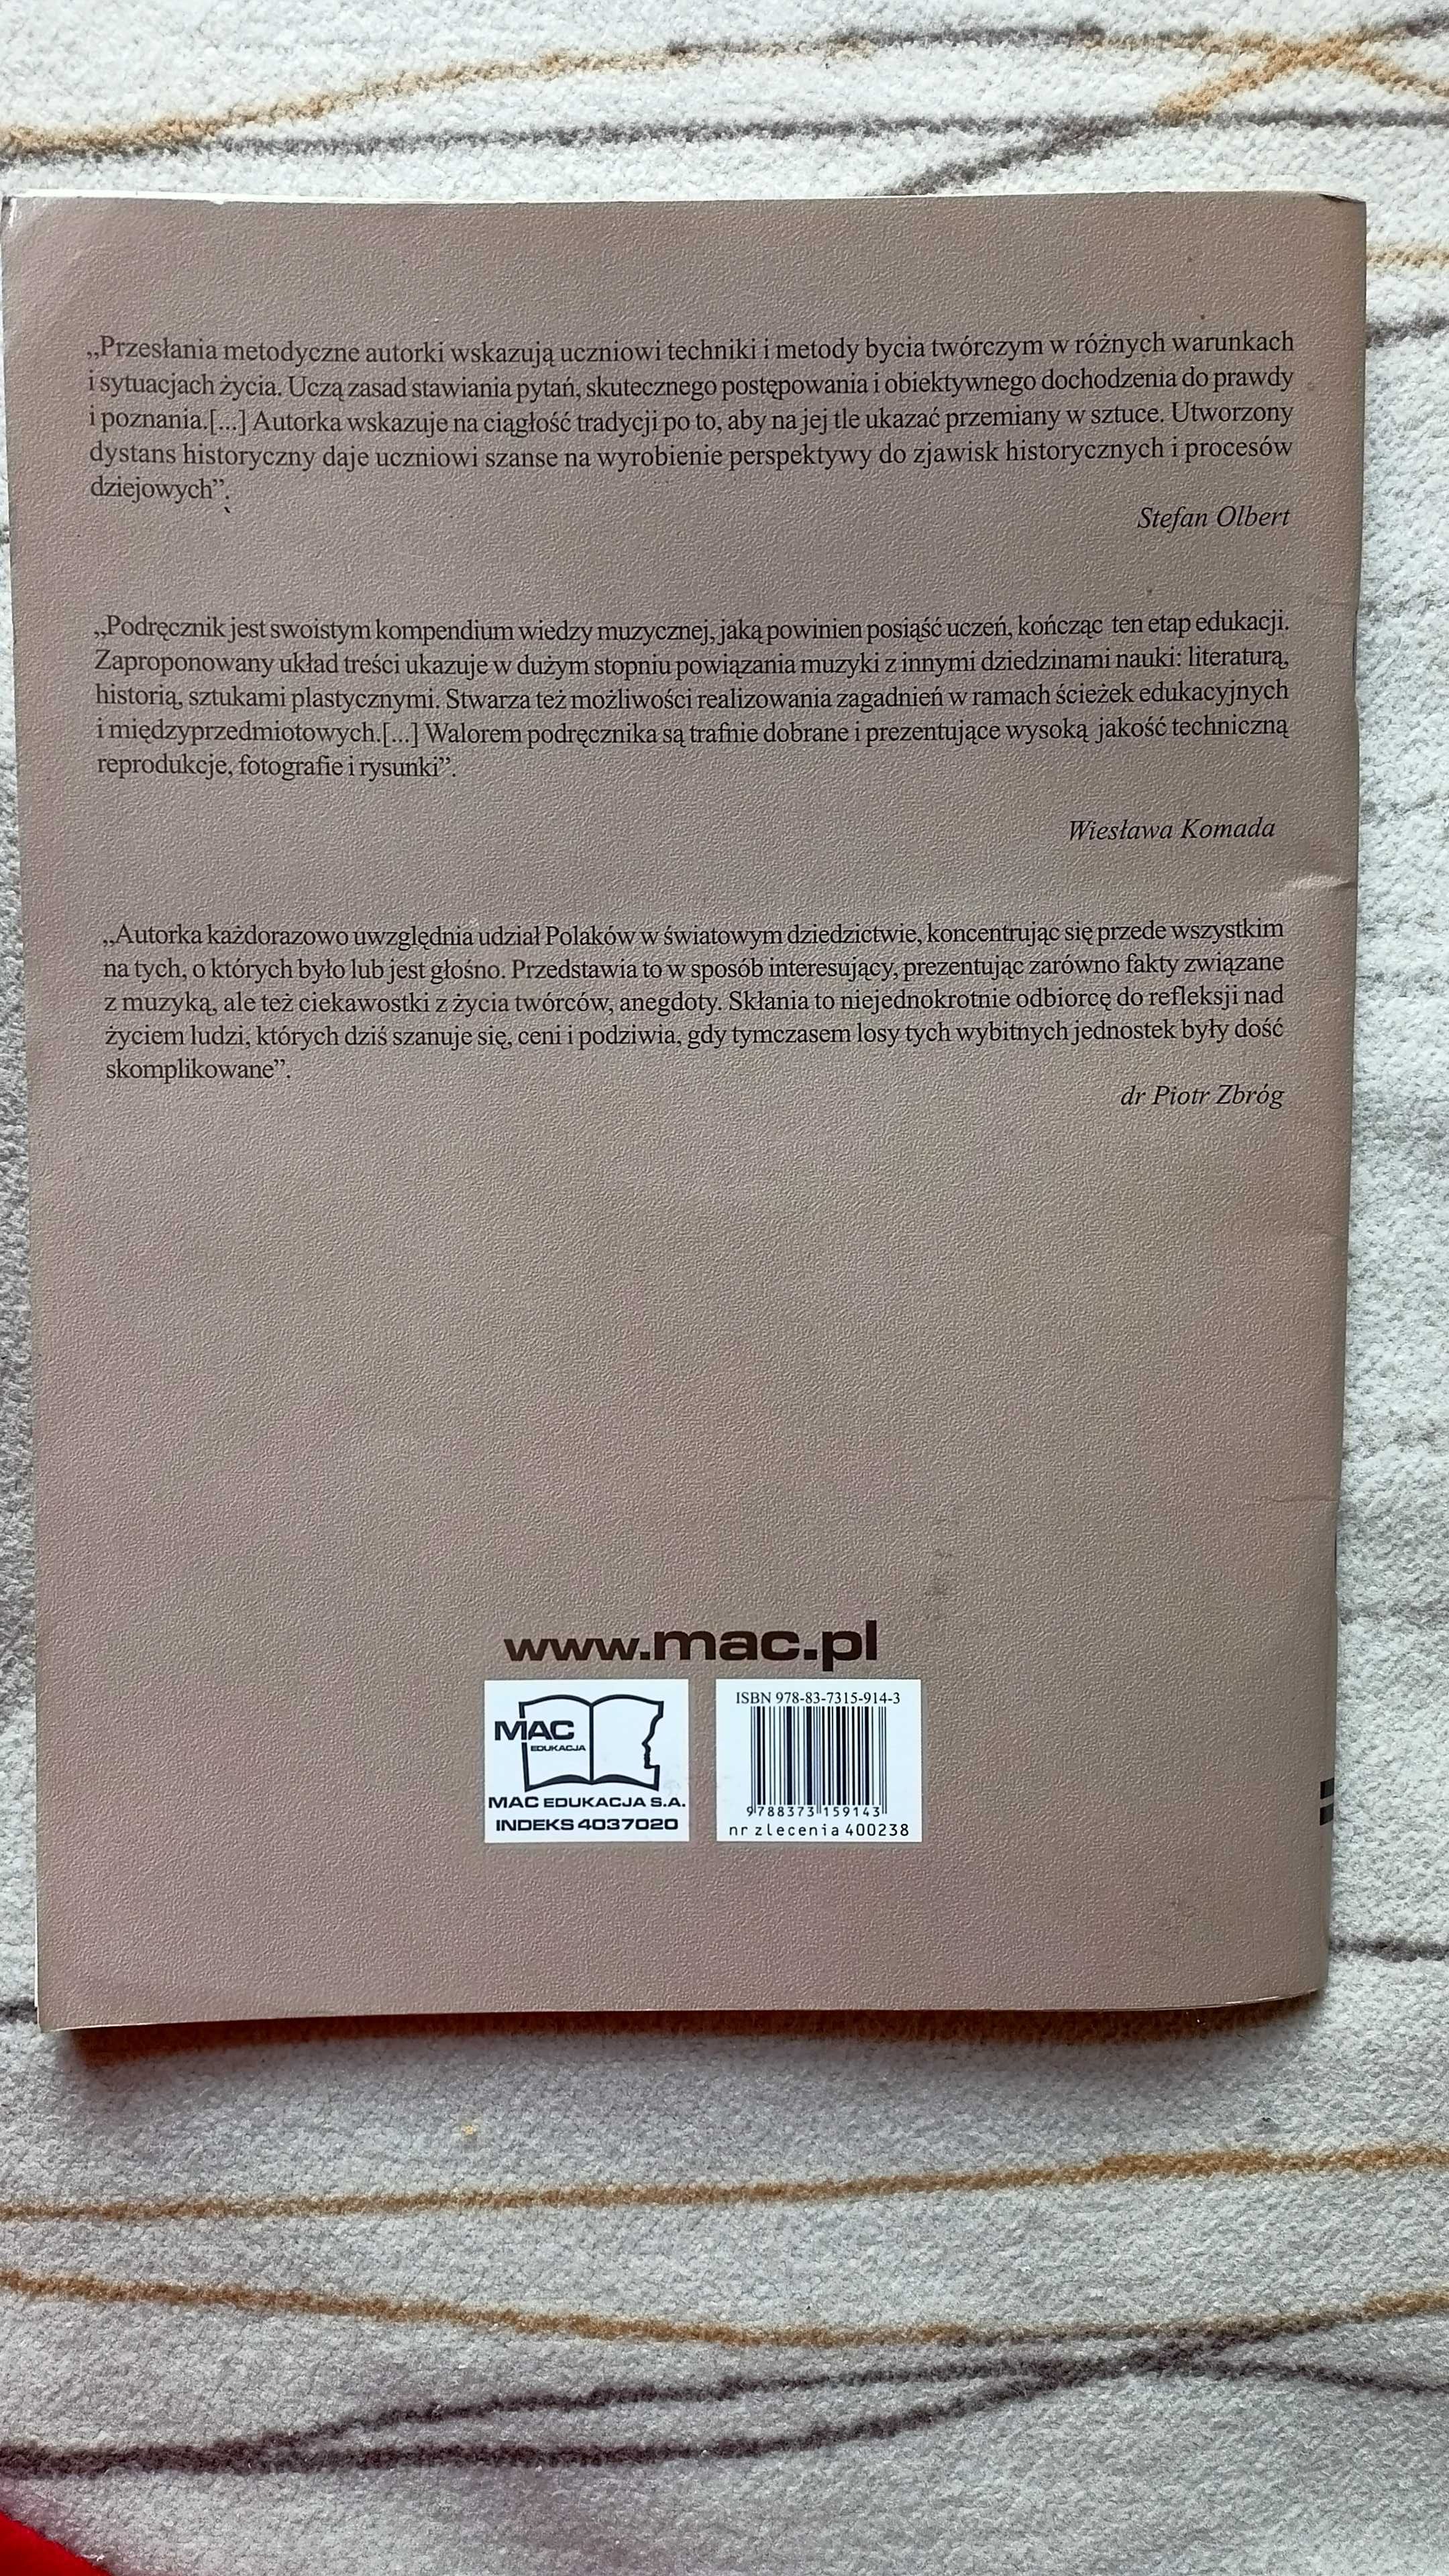 „Przesłania metodyczne autorki wskazują uczniowi techniki i metody bycia twórczym w różnych warunkach
i sytuacjach życia. Uczą zasad stawiania pytań, skutecznego postępowania i obiektywnego dochodzenia do prawdy
i poznania.[...] Autorka wskazuje na ciągłość tradycji po to, aby na jej tle ukazać przemiany w sztuce. Utworzony
dystans historyczny daje uczniowi szanse na wyrobienie perspektywy do zjawisk historycznych i procesów
dziejowych”.
Stefan Olbert
„Podręcznik jest swoistym kompendium wiedzy muzycznej, jaką powinien posiąść uczeń, kończąc ten etap edukacji.
Zaproponowany układ treści ukazuje w dużym stopniu powiązania muzyki z innymi dziedzinami nauki: literaturą,
historią, sztukami plastycznymi. Stwarza też możliwości realizowania zagadnień w ramach ścieżek edukacyjnych
i międzyprzedmiotowych.[...] Walorem podręcznika są trafnie dobrane i prezentujące wysoką jakość techniczną
reprodukcje, fotografie i rysunki”.
Wiesława Komada
„Autorka każdorazowo uwzględnia udział Polaków w światowym dziedzictwie, koncentrując się przede wszystkim
na tych, o których było lub jest głośno. Przedstawia to w sposób interesujący, prezentując zarówno fakty związane
z muzyką, ale też ciekawostki z życia twórców, anegdoty. Skłania to niejednokrotnie odbiorcę do refleksji nad
życiem ludzi, których dziś szanuje się, ceni i podziwia, gdy tymczasem losy tych wybitnych jednostek były dość
skomplikowane”.
dr Piotr Zbróg
www.mac.pl
MAC
EDUKACJA
MAC EDUKACJA S.A.
INDEKS 4037020
ISBN 978-83-7315-914-3
9788373159143
nr zlecenia 400238